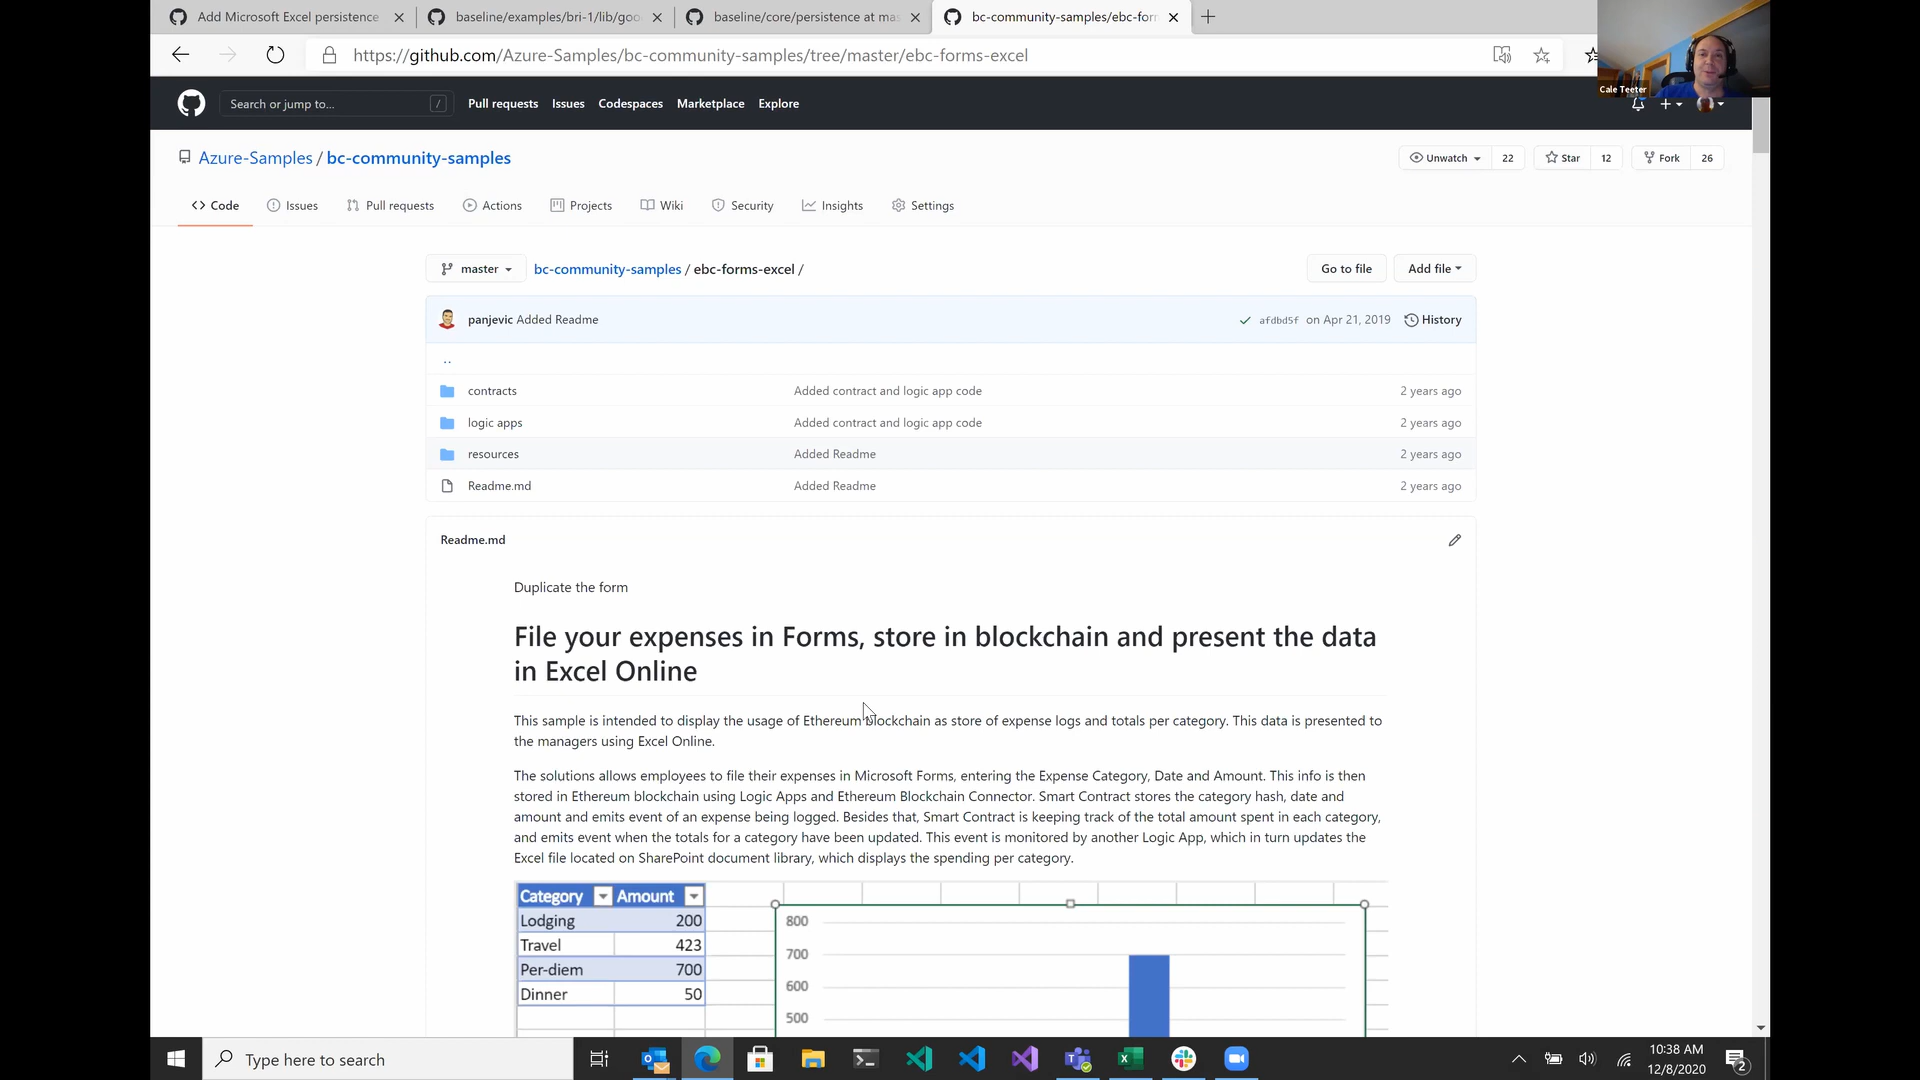 Add Microsoft Excel persistence
baseline/examples/bri-1/lib/goo
baseline/core/persistence at mas
bc-community-samples/ebc-for
https://github.com/Azure-Samples/bc-community-samples/tree/master/ebc-forms-excel
Cale Teeter
Search or jump to...
/
Pull requests
Issues
Codespaces
Marketplace
Explore
Azure-Samples / bc-community-samples
Unwatch
22
Star
12
Fork
26
Code
Issues
Pull requests
Actions
Projects
Wiki
Security
Insights
Settings
master
bc-community-samples / ebc-forms-excel /
Go to file
Add file
panjevic Added Readme
afdbd5f on Apr 21, 2019
History
..
contracts
Added contract and logic app code
2 years ago
logic apps
Added contract and logic app code
2 years ago
resources
Added Readme
2 years ago
Readme.md
Added Readme
2 years ago
Readme.md
Duplicate the form
File your expenses in Forms, store in blockchain and present the data
in Excel Online
This sample is intended to display the usage of Ethereum blockchain as store of expense logs and totals per category. This data is presented to
the managers using Excel Online.
The solutions allows employees to file their expenses in Microsoft Forms, entering the Expense Category, Date and Amount. This info is then
stored in Ethereum blockchain using Logic Apps and Ethereum Blockchain Connector. Smart Contract stores the category hash, date and
amount and emits event of an expense being logged. Besides that, Smart Contract is keeping track of the total amount spent in each category,
and emits event when the totals for a category have been updated. This event is monitored by another Logic App, which in turn updates the
Excel file located on SharePoint document library, which displays the spending per category.
Category Amount
Lodging 200
Travel 423
Per-diem 700
Dinner 50
800
700
600
500
Type here to search
10:38 AM
12/8/2020
2